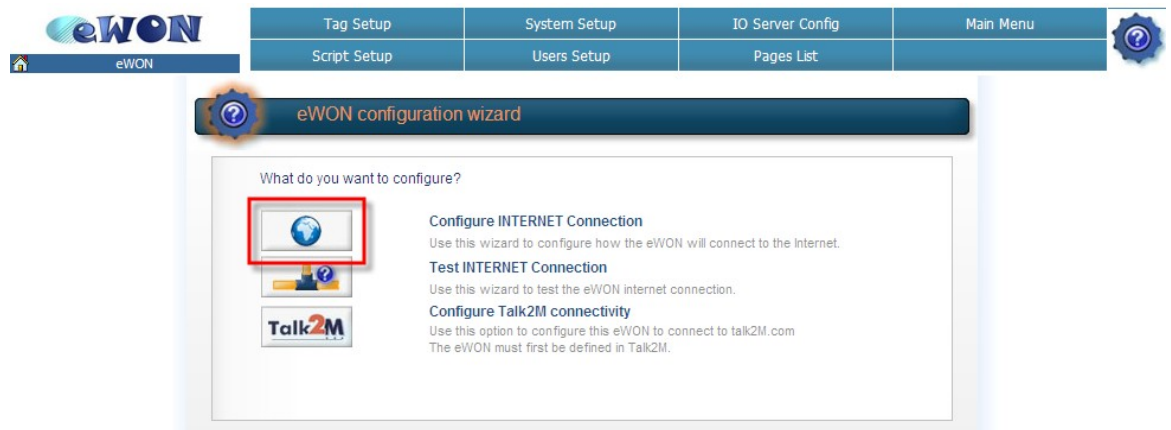 eWON
Tag Setup
System Setup
IO Server Config
Main Menu
eWON
Script Setup
Users Setup
Pages List
eWON configuration wizard
What do you want to configure?
Configure INTERNET Connection
Use this wizard to configure how the eWON will connect to the Internet.
Test INTERNET Connection
Use this wizard to test the eWON internet connection.
Talk2M
Configure Talk2M connectivity
Use this option to configure this eWON to connect to talk2M.com
The eWON must first be defined in Talk2M.